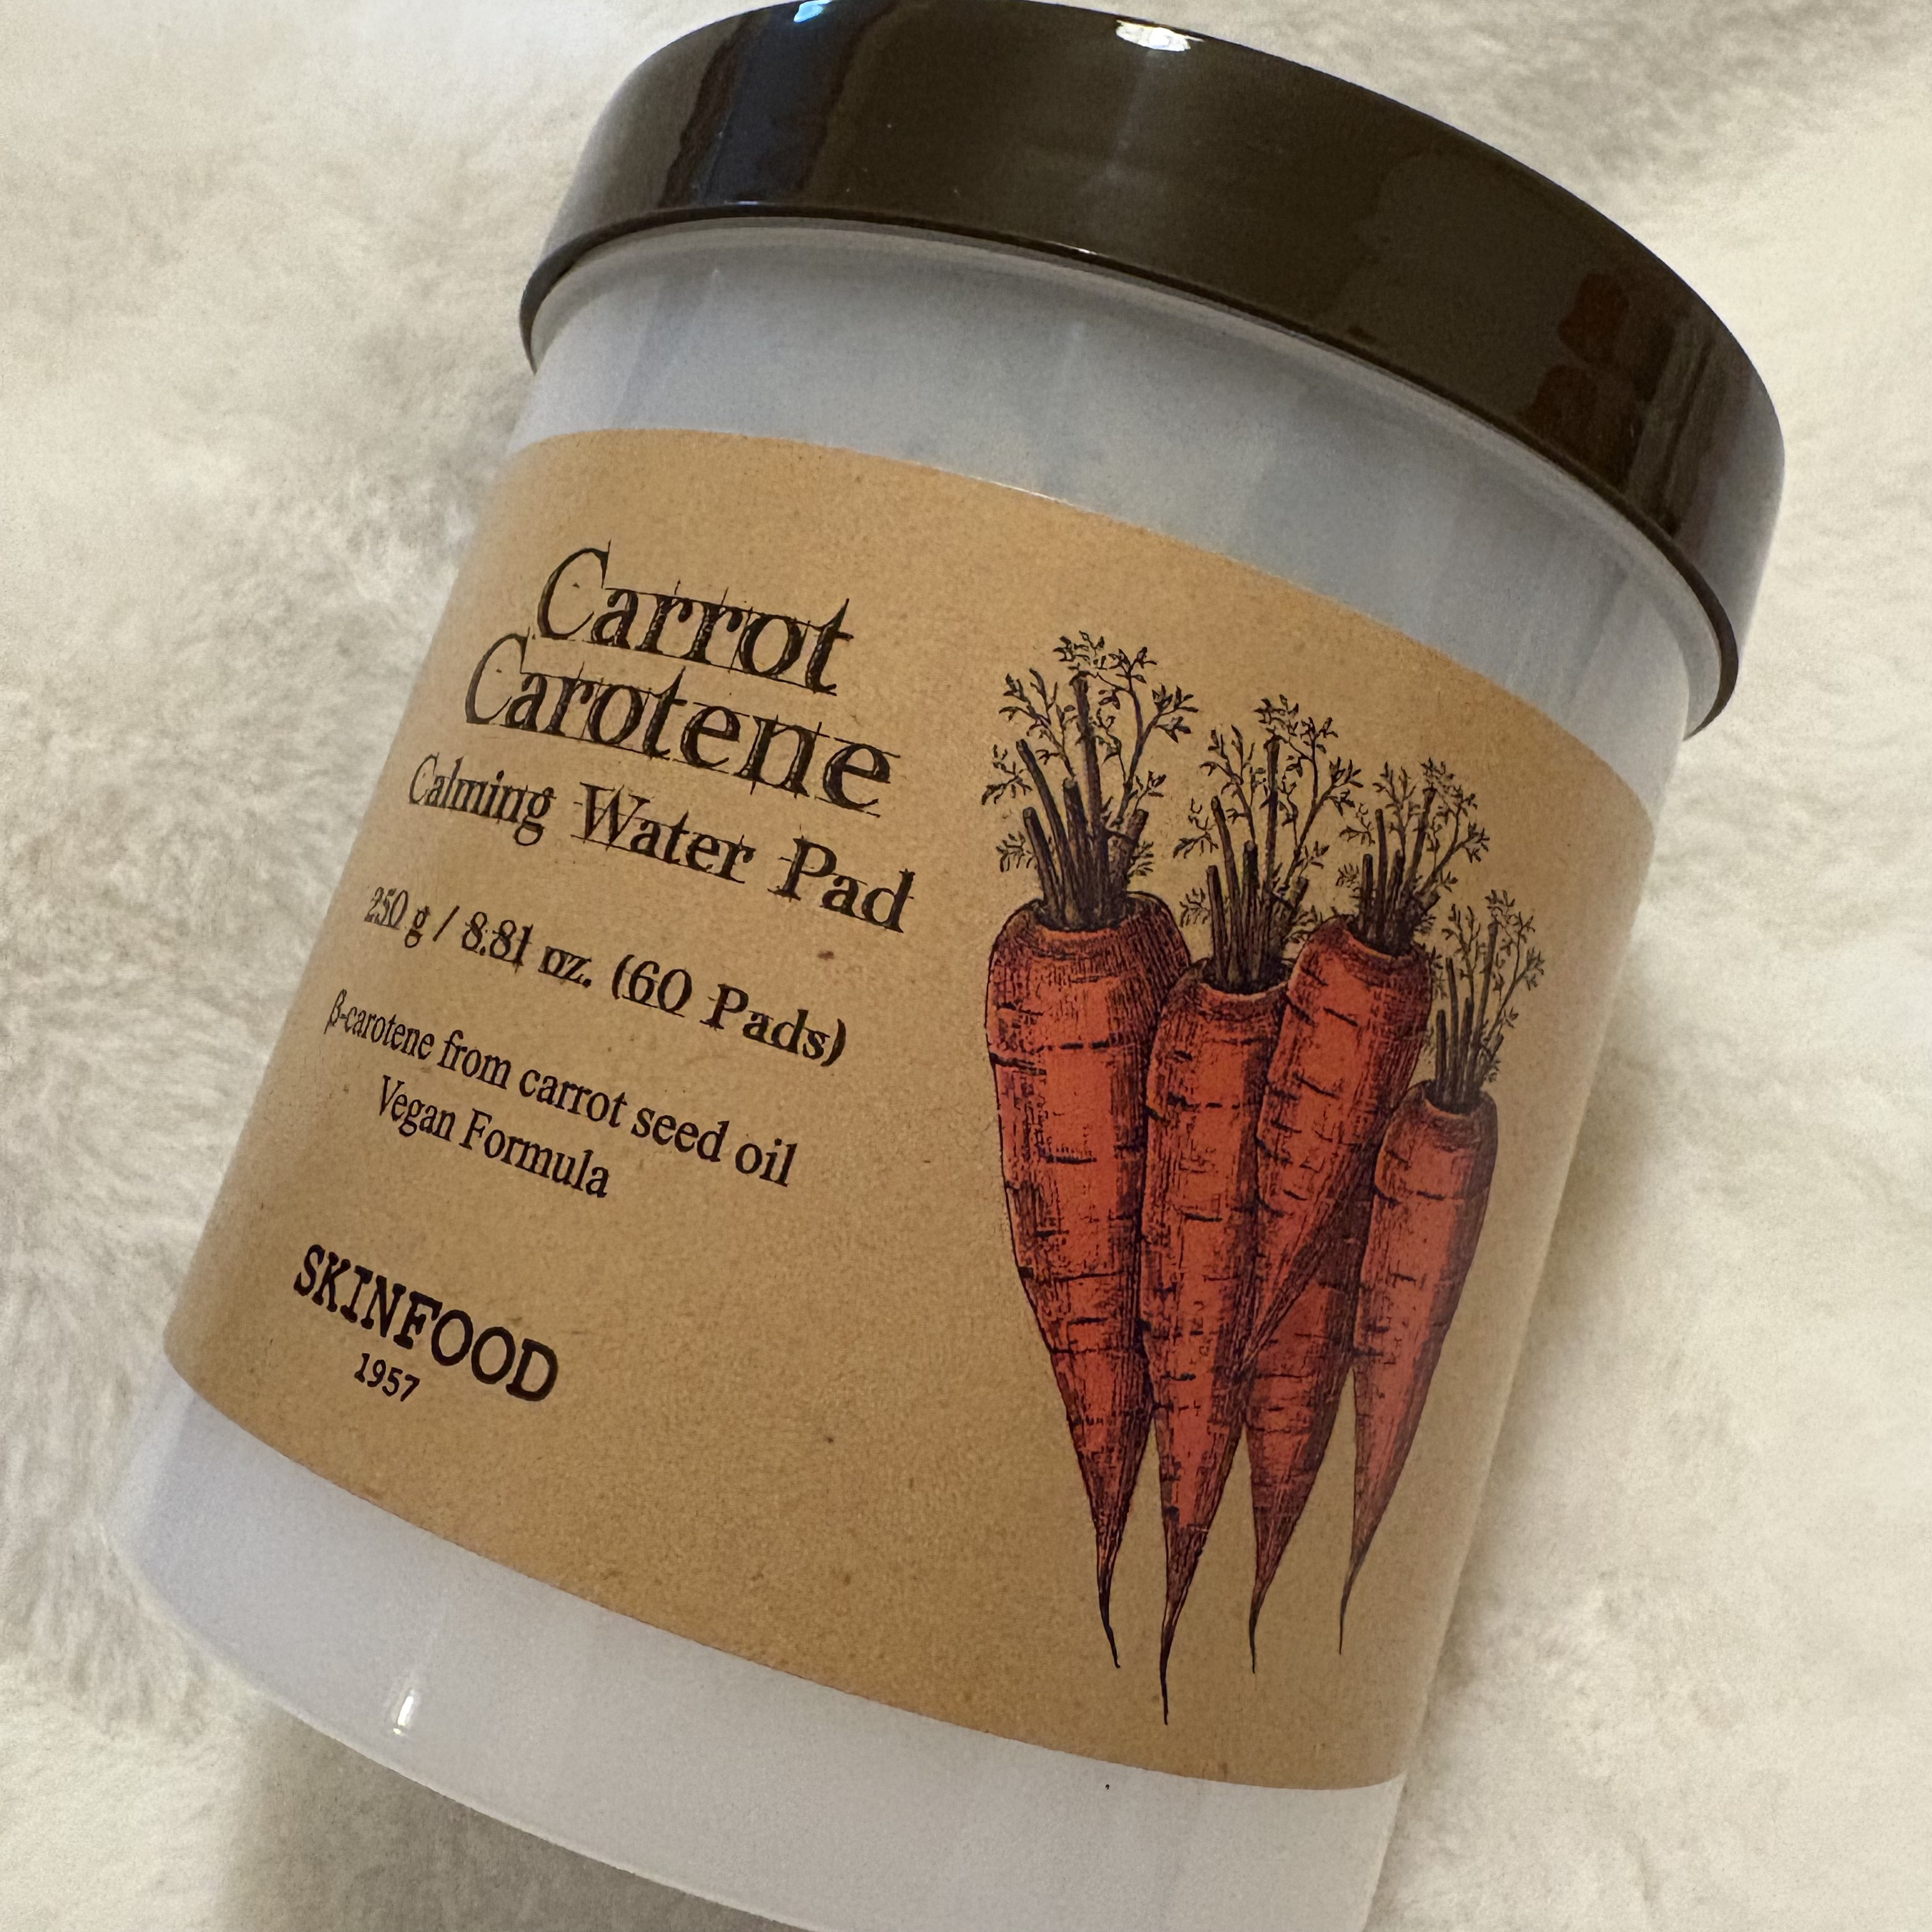 Carrot
Carotene
Calming Water Pad
250 g / 8.81 oz. (60 Pads)
β-carotene from carrot seed oil
Vegan Formula
SKINFOOD
1957